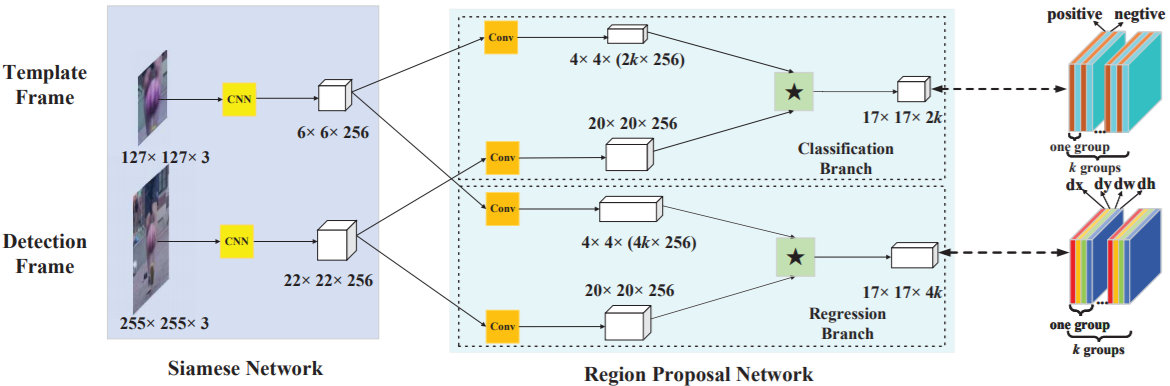 Template
Frame
127× 127× 3
CNN
6× 6× 256
Detection
Frame
255× 255× 3
CNN
22× 22× 256
Siamese Network
Conv
4× 4× (2k× 256)
Conv
20× 20× 256
★
17× 17× 2k
Classification
Branch
Conv
4× 4× (4k× 256)
Conv
20× 20× 256
★
17× 17× 4k
Regression
Branch
Region Proposal Network
positive negtive
...
one group
k groups
dx dy dw dh
...
one group
k groups